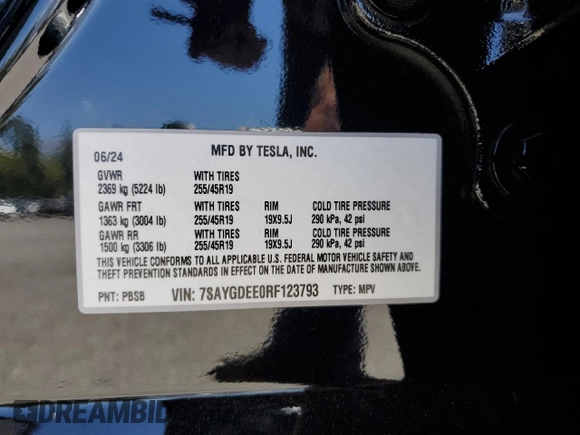 06/24 MFD BY TESLA, INC.
GVWR WITH TIRES
2369 kg (5224 lb) 255/45R19
GAWR FRT WITH TIRES RIM COLD TIRE PRESSURE
1363 kg (3004 lb) 255/45R19 19X9.5J 290 kPa, 42 psi
GAWR RR WITH TIRES RIM COLD TIRE PRESSURE
1500 kg (3306 lb) 255/45R19 19X9.5J 290 kPa, 42 psi
THIS VEHICLE CONFORMS TO ALL APPLICABLE U.S. FEDERAL MOTOR VEHICLE SAFETY AND
THEFT PREVENTION STANDARDS IN EFFECT ON THE DATE OF MANUFACTURE SHOWN ABOVE.
PNT: PBSB VIN: 7SAYGDEE0RF123793 TYPE: MPV
DREAMBID